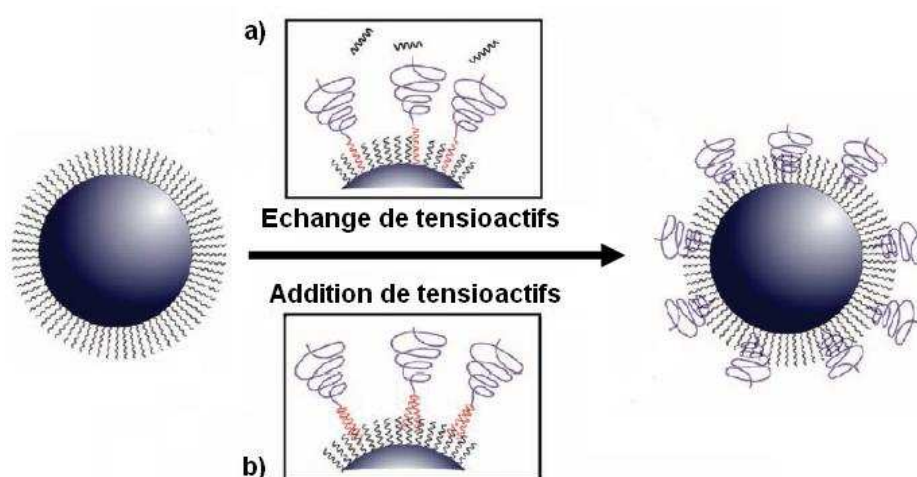 a)
Echange de tensioactifs
Addition de tensioactifs
b)